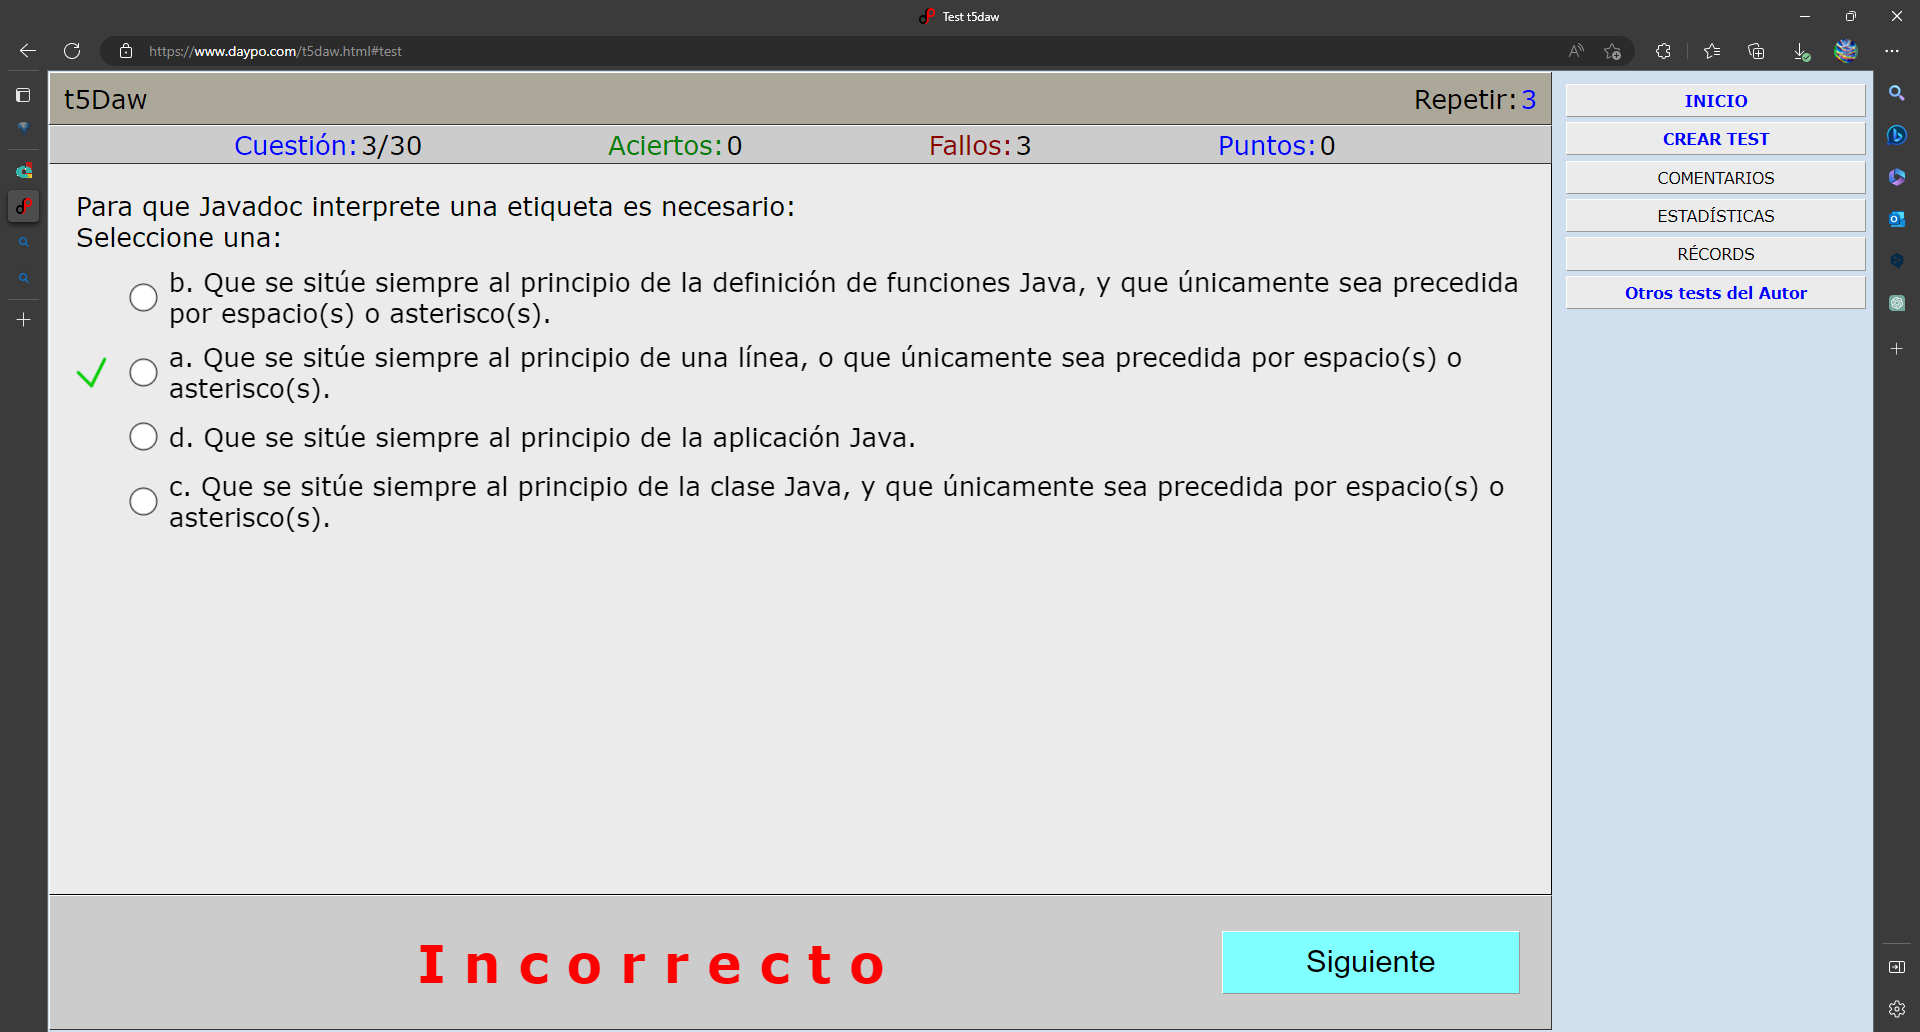 Test t5daw
https://www.daypo.com/t5daw.html#test
t5Daw
Repetir: 3
Cuestión: 3/30
Aciertos: 0
Fallos: 3
Puntos: 0
Para que Javadoc interprete una etiqueta es necesario:
Seleccione una:
b. Que se sitúe siempre al principio de la definición de funciones Java, y que únicamente sea precedida
por espacio(s) o asterisco(s).
a. Que se sitúe siempre al principio de una línea, o que únicamente sea precedida por espacio(s) o
asterisco(s).
d. Que se sitúe siempre al principio de la aplicación Java.
c. Que se sitúe siempre al principio de la clase Java, y que únicamente sea precedida por espacio(s) o
asterisco(s).
Incorrecto
Siguiente
INICIO
CREAR TEST
COMENTARIOS
ESTADÍSTICAS
RÉCORDS
Otros tests del Autor